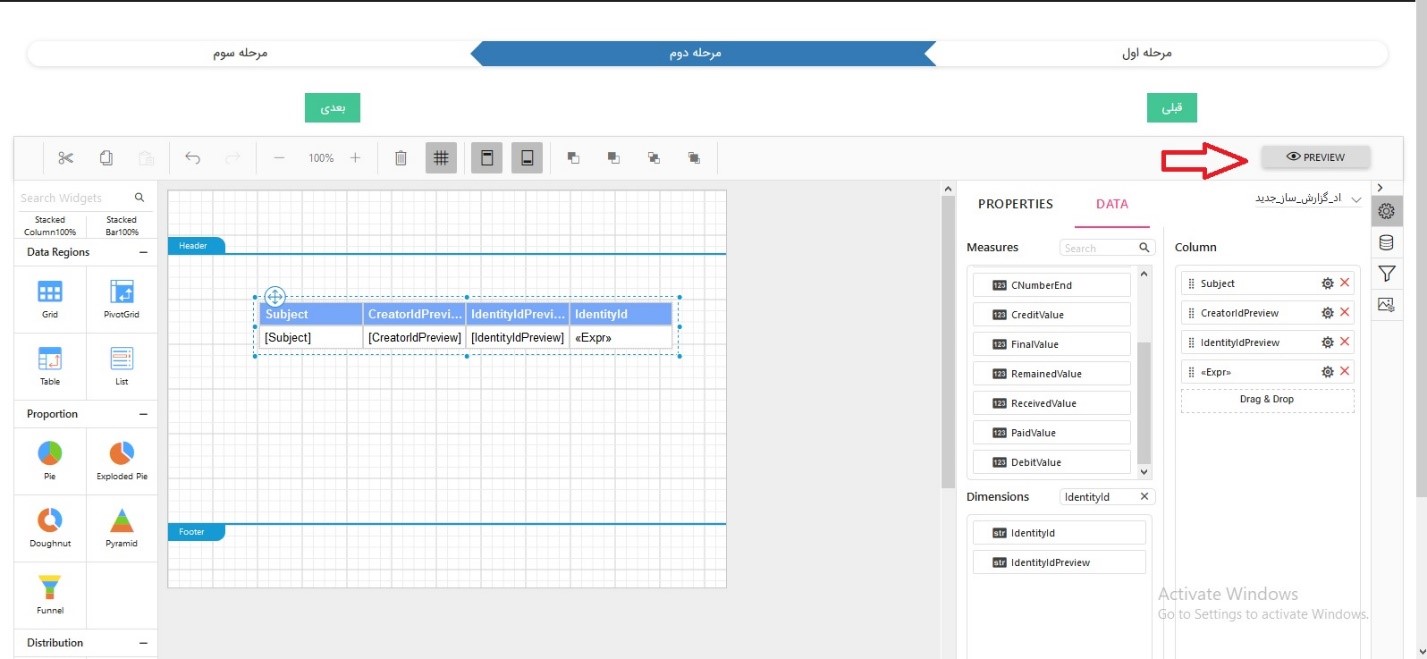 مرحله اول
مرحله دوم
مرحله سوم
قبلی
بعدی
100%
PREVIEW
Search Widgets
Stacked Column100%
Stacked Bar100%
Data Regions
Grid
PivotGrid
Table
List
Proportion
Pie
Exploded Pie
Doughnut
Pyramid
Funnel
Distribution
Header
Subject CreatorIdPrevi... IdentityIdPrevi... IdentityId
[Subject] [CreatorIdPreview] [IdentityIdPreview] «Expr»
Footer
PROPERTIES
DATA
اد_گزارش_ساز_جدید
Measures
Search
123 CNumberEnd
123 CreditValue
123 FinalValue
123 RemainedValue
123 ReceivedValue
123 PaidValue
123 DebitValue
Dimensions
IdentityId
str IdentityId
str IdentityIdPreview
Column
Subject
CreatorIdPreview
IdentityIdPreview
«Expr»
Drag & Drop
Activate Windows
Go to Settings to activate Windows.